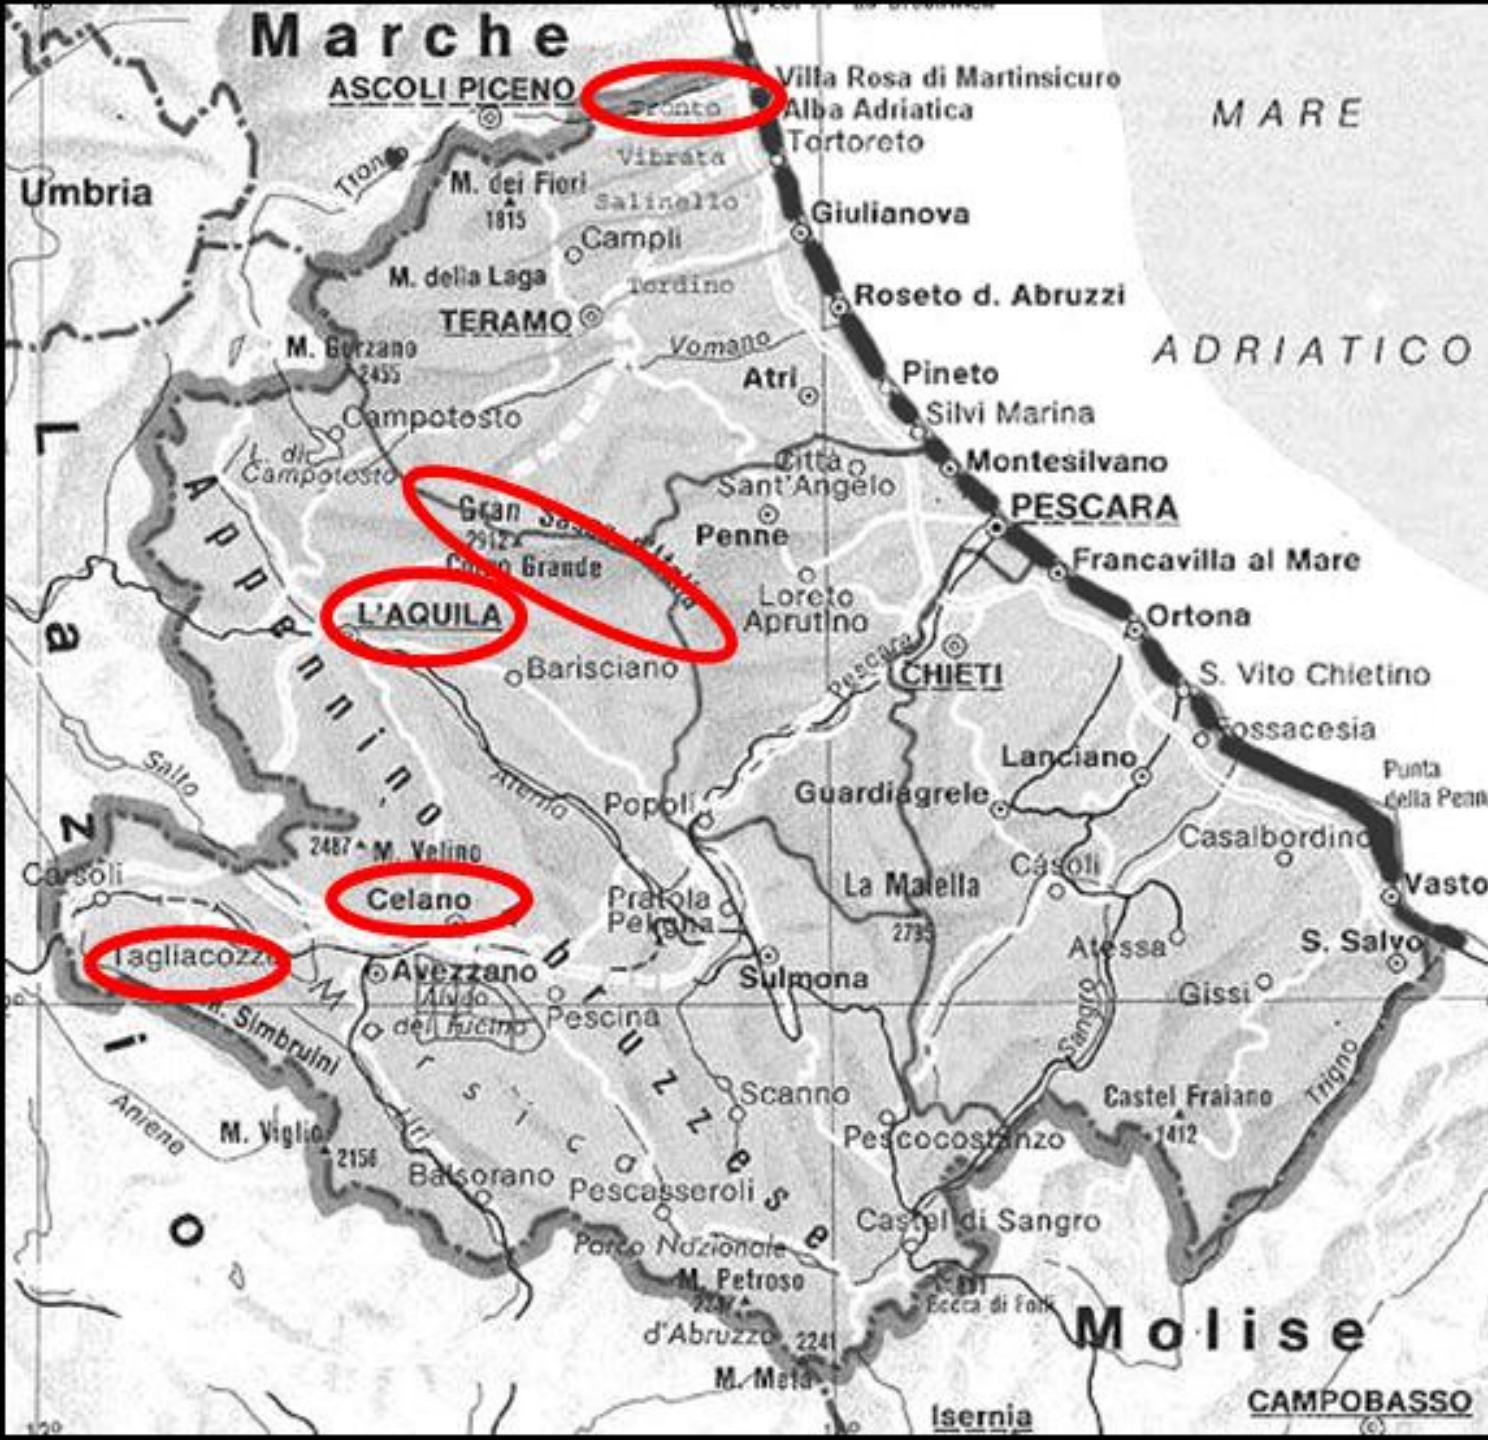 Marche
ASCOLI PICENO
Tronto
Villa Rosa di Martinsicuro
Alba Adriatica
Tortoreto
MARE
ADRIATICO
Umbria
Tronto
Vibrata
M. dei Fiori
1815
Salinello
Giulianova
Campli
M. della Laga
Tordino
Roseto d. Abruzzi
TERAMO
Vomano
M. Gorzano
2455
Atri
Pineto
Silvi Marina
Campotosto
L. di
Campotosto
Città
Sant'Angelo
Montesilvano
Gran Sasso d'Italia
2912
Corno Grande
Penne
PESCARA
Francavilla al Mare
L'AQUILA
Loreto
Aprutino
Ortona
Barisciano
Pescara
CHIETI
S. Vito Chietino
Fossacesia
Salto
Aterno
Lanciano
Punta
della Penn
Popoli
Guardiagrele
Casalbordino
2487
M. Velino
Carsoli
Celano
Pratola
Peligna
La Maiella
2795
Casoli
Vasto
Tagliacozzo
Avezzano
Sulmona
Atessa
S. Salvo
Alveo
del Fucino
Pescina
Gissi
M. Simbruini
Sangro
Trigno
Scanno
Castel Fraiano
1412
Aniene
M. Viglio
2156
Liri
Pescocostanzo
Balsorano
Pescasseroli
Castel di Sangro
Parco Nazionale
M. Petroso
d'Abruzzo
2241
M. Meta
Molise
Isernia
CAMPOBASSO
Lazio
Appennino
Abruzzese
Marsica